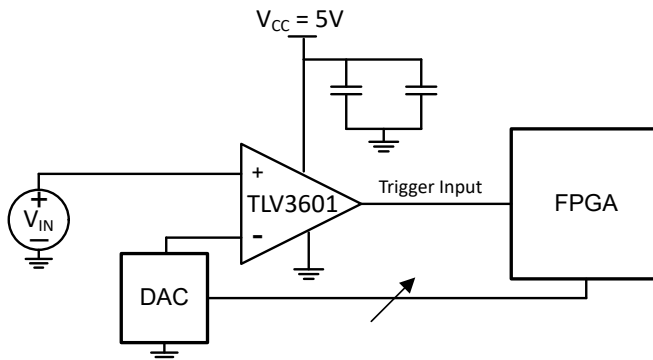 V_CC = 5V
+
TLV3601
-
Trigger Input
FPGA
+
V_IN
-
DAC